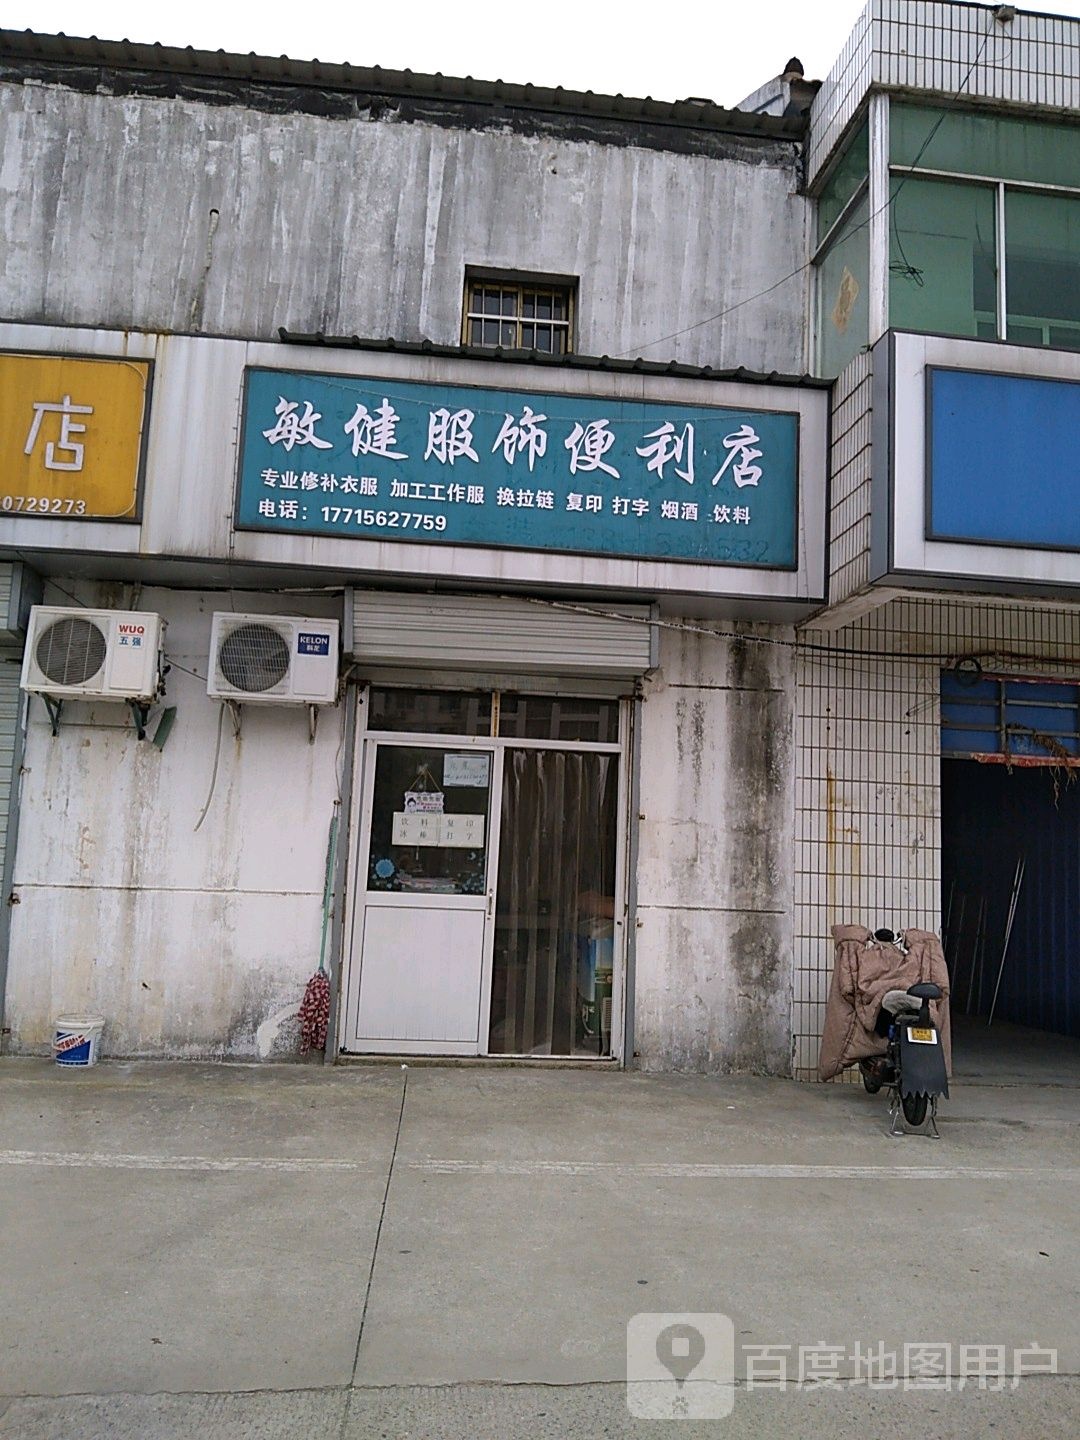 店
0729273
敏健服饰便利店
专业修补衣服 加工工作服 换拉链 复印 打字 烟酒 饮料
电话：17715627759
WUQ
五强
KELON
科龙
饮料 复印
冰棒 打字
百度地图用户